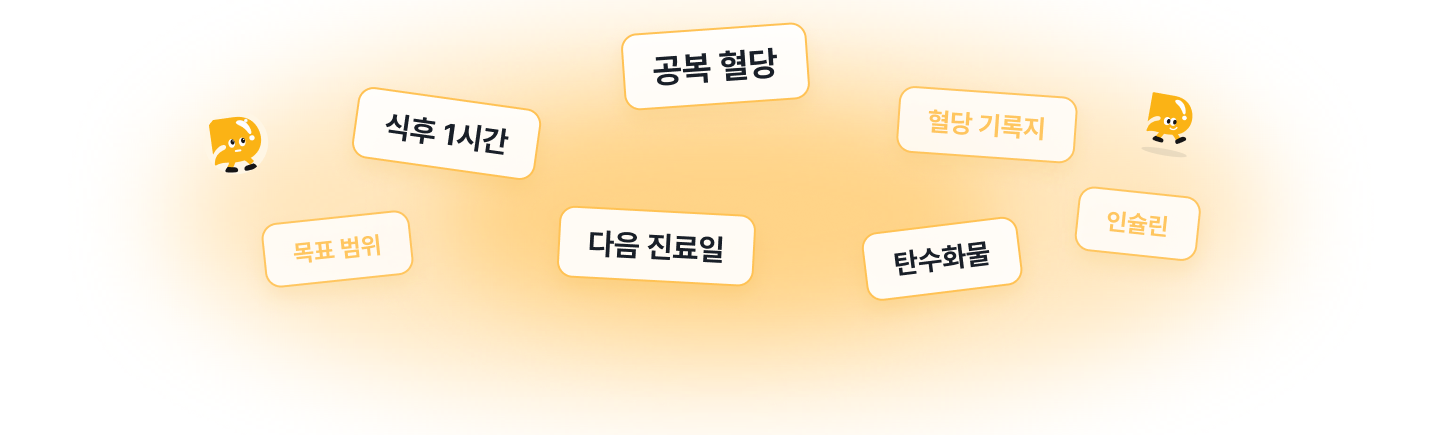 공복 혈당
식후 1시간
혈당 기록지
목표 범위
다음 진료일
탄수화물
인슐린